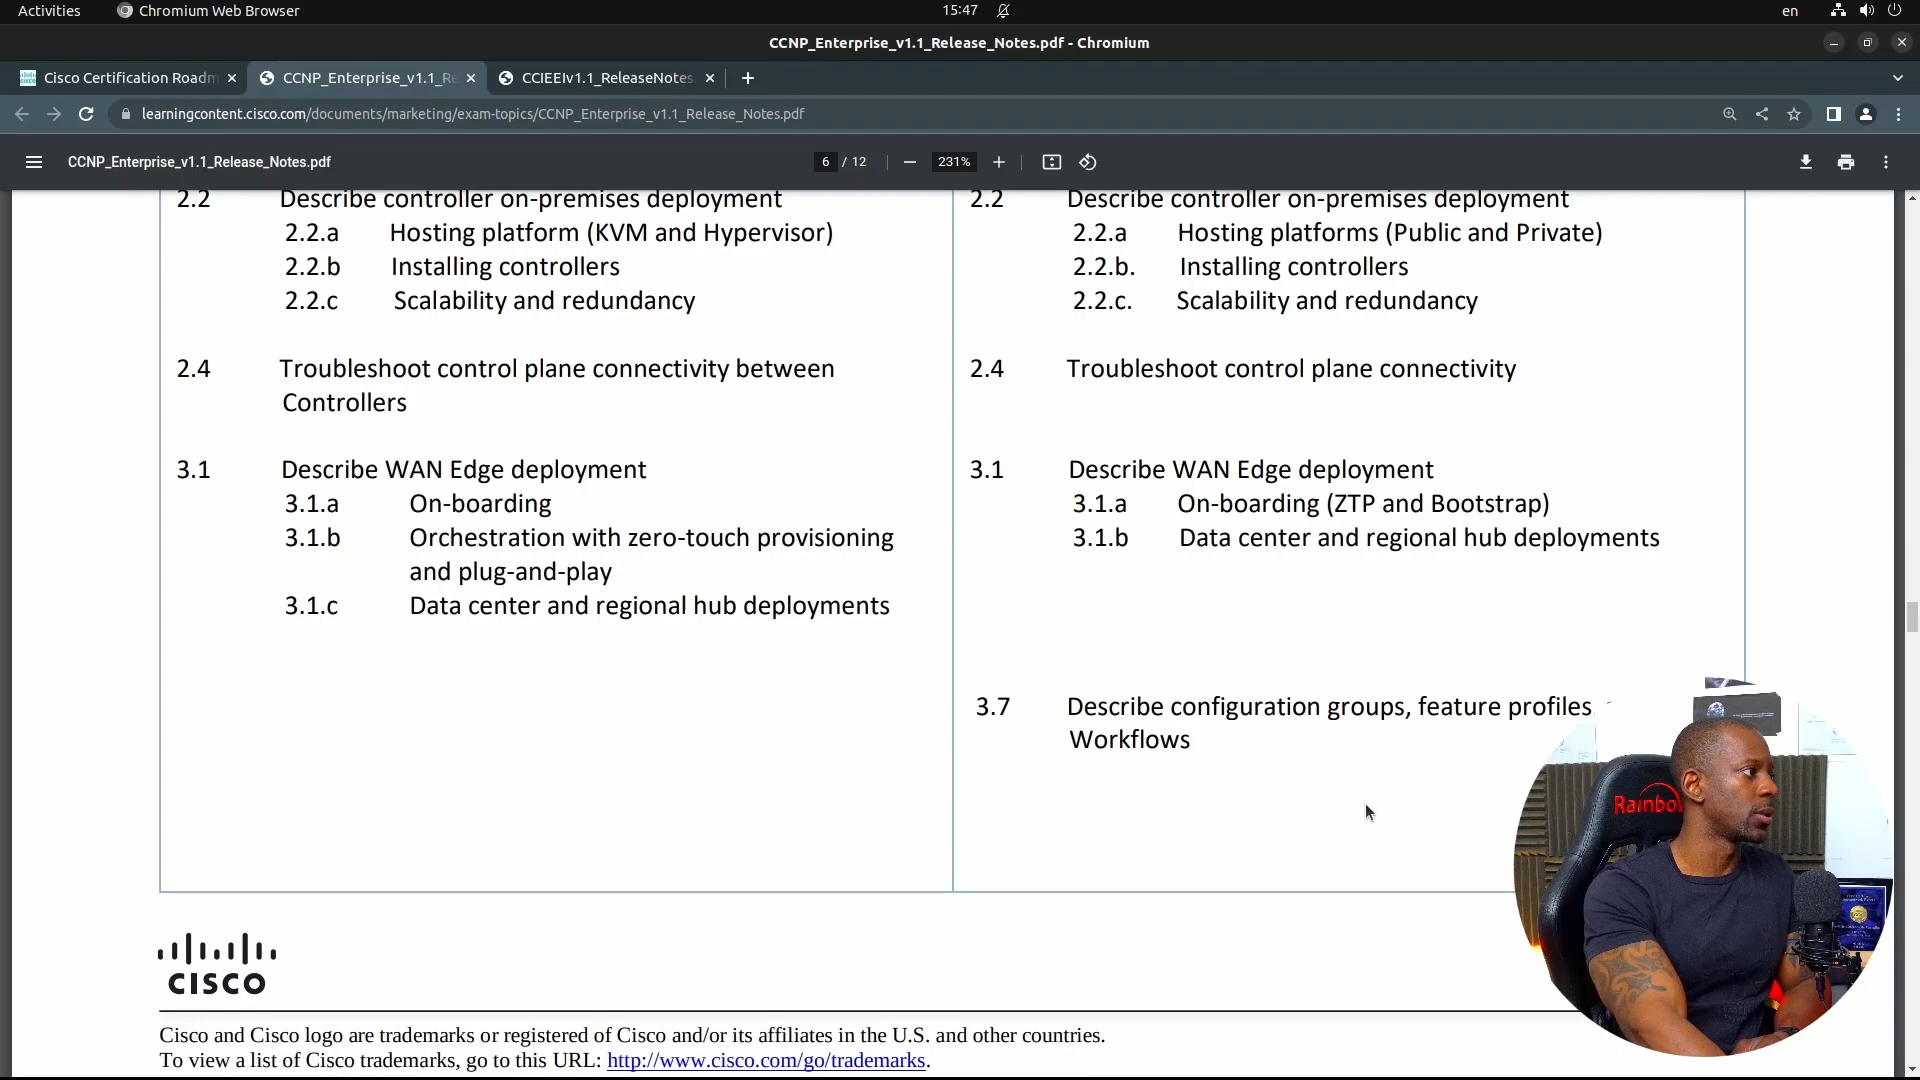 Activities
Chromium Web Browser
15:47
en
CCNP_Enterprise_v1.1_Release_Notes.pdf - Chromium
Cisco Certification Roadm
CCNP_Enterprise_v1.1_Re
CCIEEIv1.1_ReleaseNotes.
learningcontent.cisco.com/documents/marketing/exam-topics/CCNP_Enterprise_v1.1_Release_Notes.pdf
CCNP_Enterprise_v1.1_Release_Notes.pdf
6 / 12
231%
2.2 Describe controller on-premises deployment
2.2.a Hosting platform (KVM and Hypervisor)
2.2.b Installing controllers
2.2.c Scalability and redundancy
2.4 Troubleshoot control plane connectivity between
Controllers
3.1 Describe WAN Edge deployment
3.1.a On-boarding
3.1.b Orchestration with zero-touch provisioning
and plug-and-play
3.1.c Data center and regional hub deployments
2.2 Describe controller on-premises deployment
2.2.a Hosting platforms (Public and Private)
2.2.b. Installing controllers
2.2.c. Scalability and redundancy
2.4 Troubleshoot control plane connectivity
3.1 Describe WAN Edge deployment
3.1.a On-boarding (ZTP and Bootstrap)
3.1.b Data center and regional hub deployments
3.7 Describe configuration groups, feature profiles
Workflows
CISCO
Cisco and Cisco logo are trademarks or registered of Cisco and/or its affiliates in the U.S. and other countries.
To view a list of Cisco trademarks, go to this URL: http://www.cisco.com/go/trademarks.